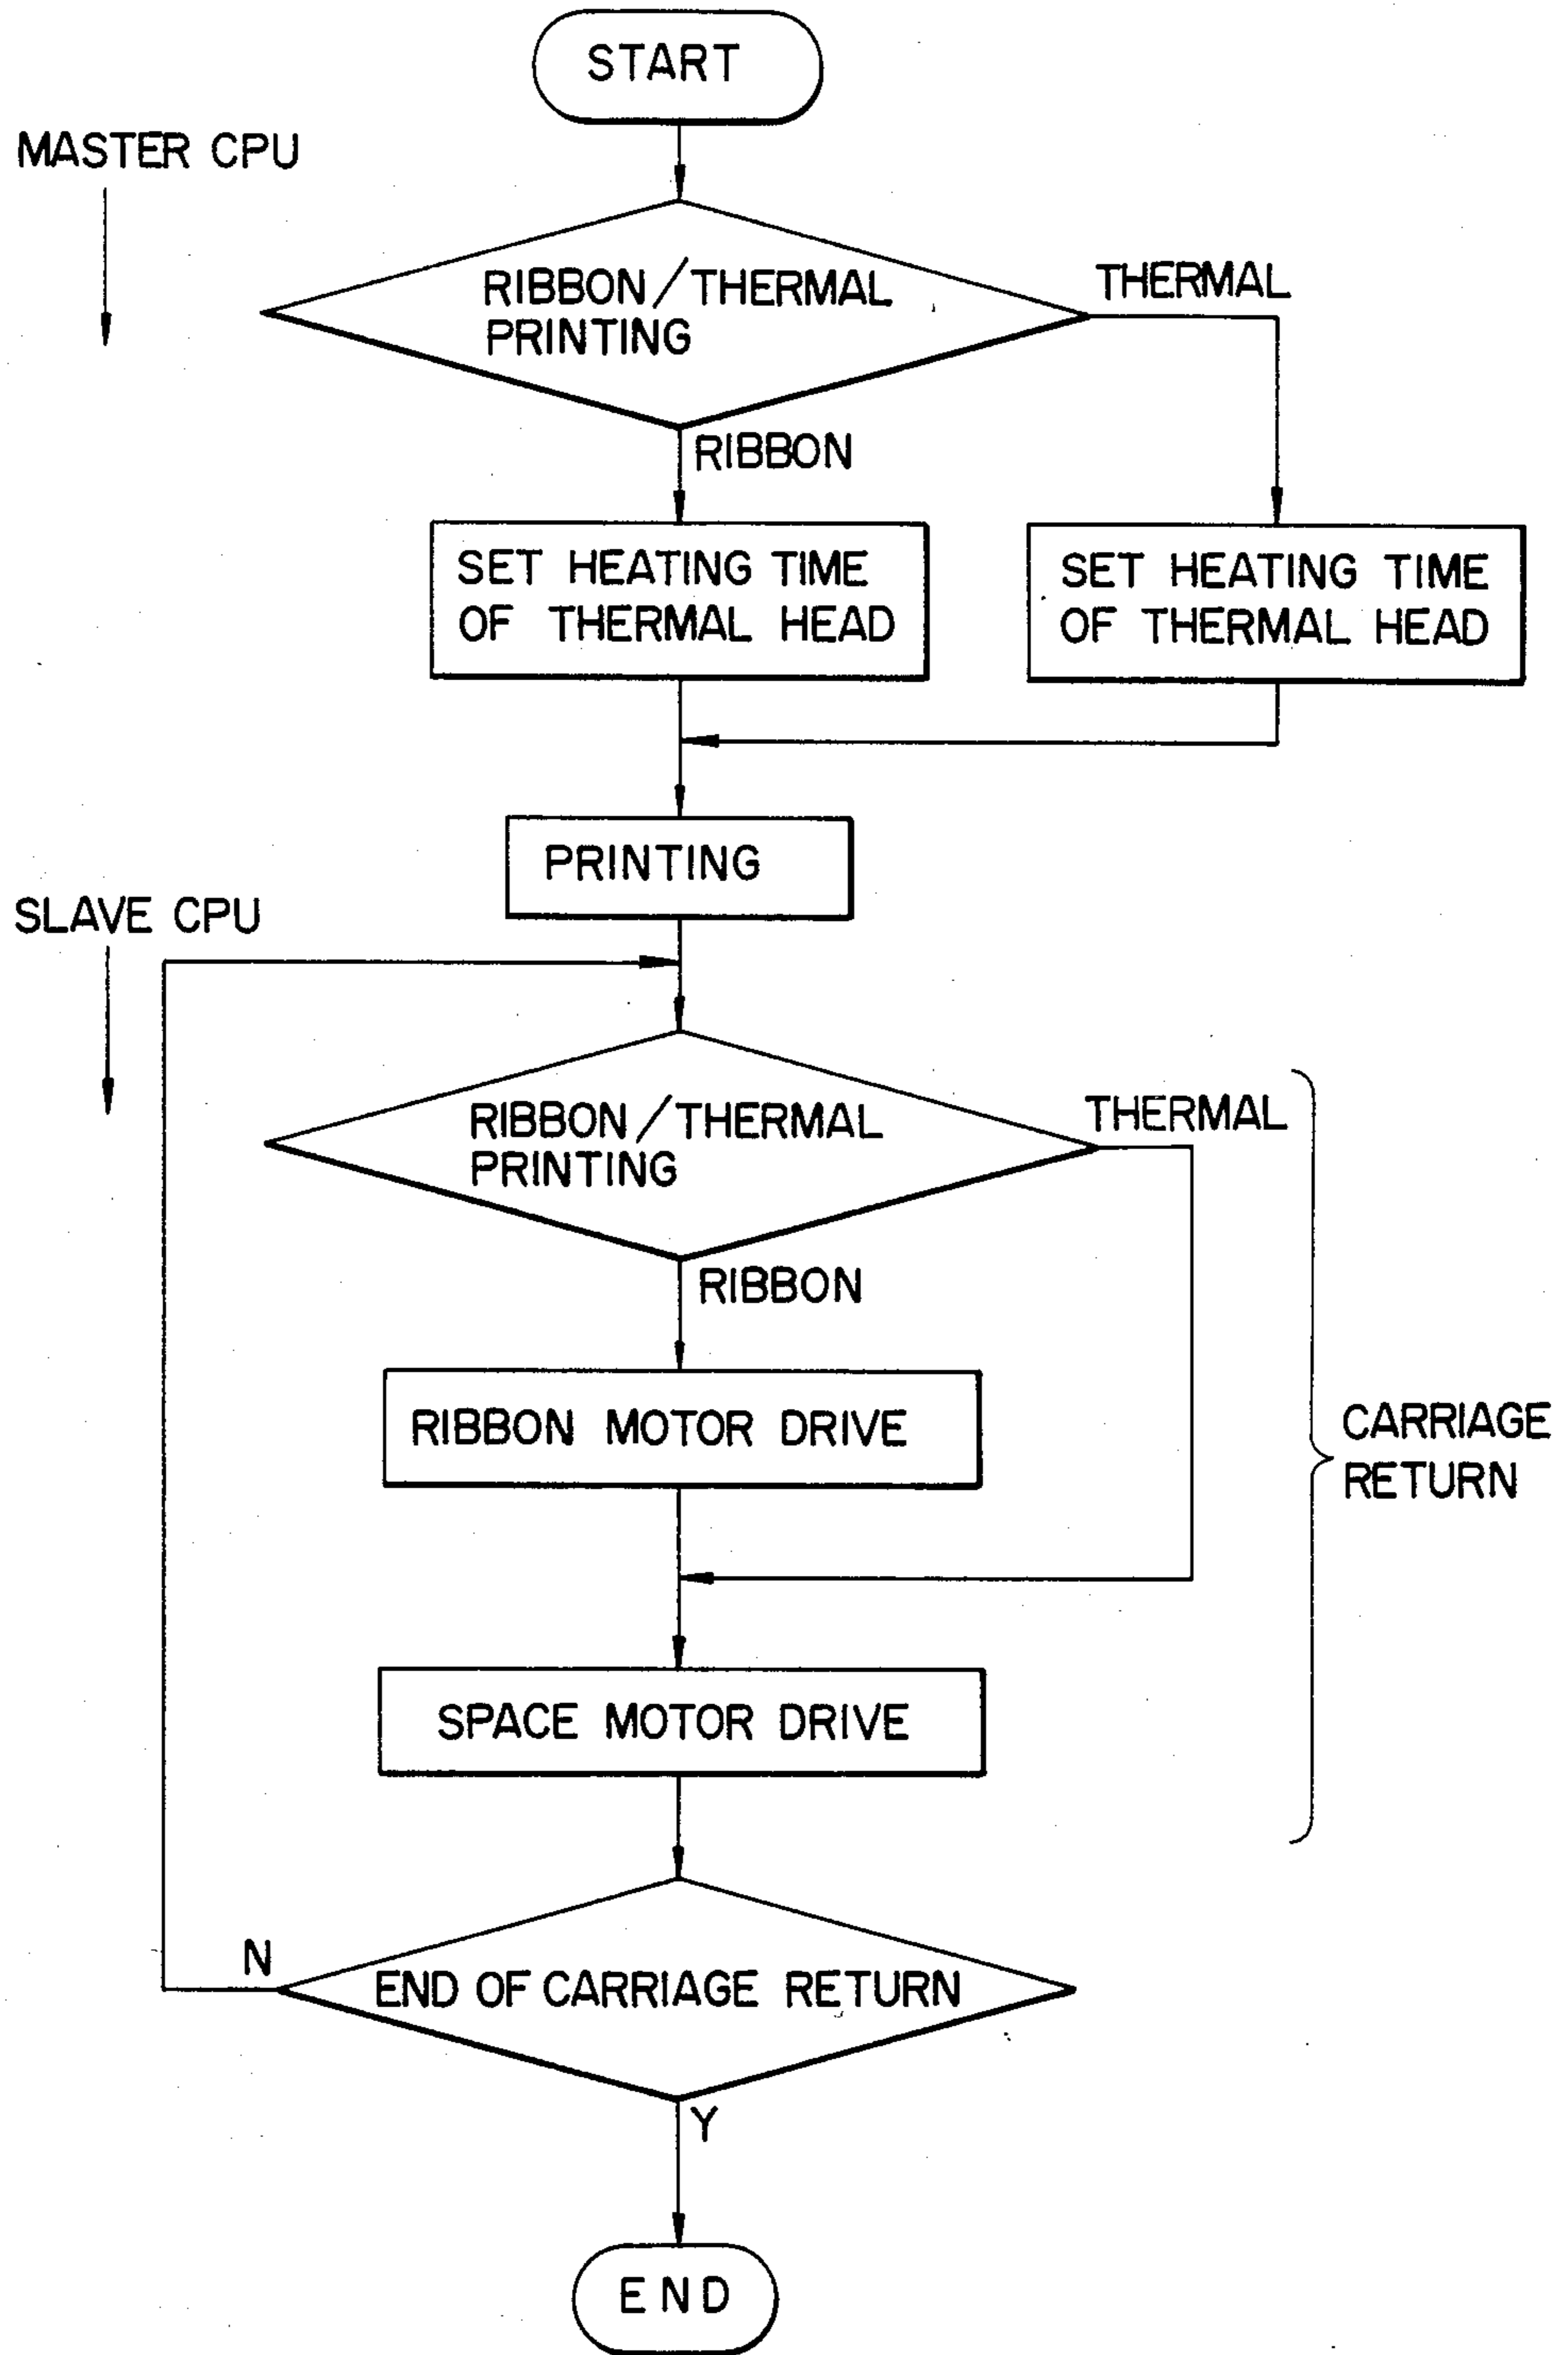 START
MASTER CPU
RIBBON/THERMAL
PRINTING
THERMAL
RIBBON
SET HEATING TIME
OF THERMAL HEAD
SET HEATING TIME
OF THERMAL HEAD
PRINTING
SLAVE CPU
RIBBON/THERMAL
PRINTING
THERMAL
RIBBON
RIBBON MOTOR DRIVE
CARRIAGE
RETURN
SPACE MOTOR DRIVE
N
END OF CARRIAGE RETURN
Y
END